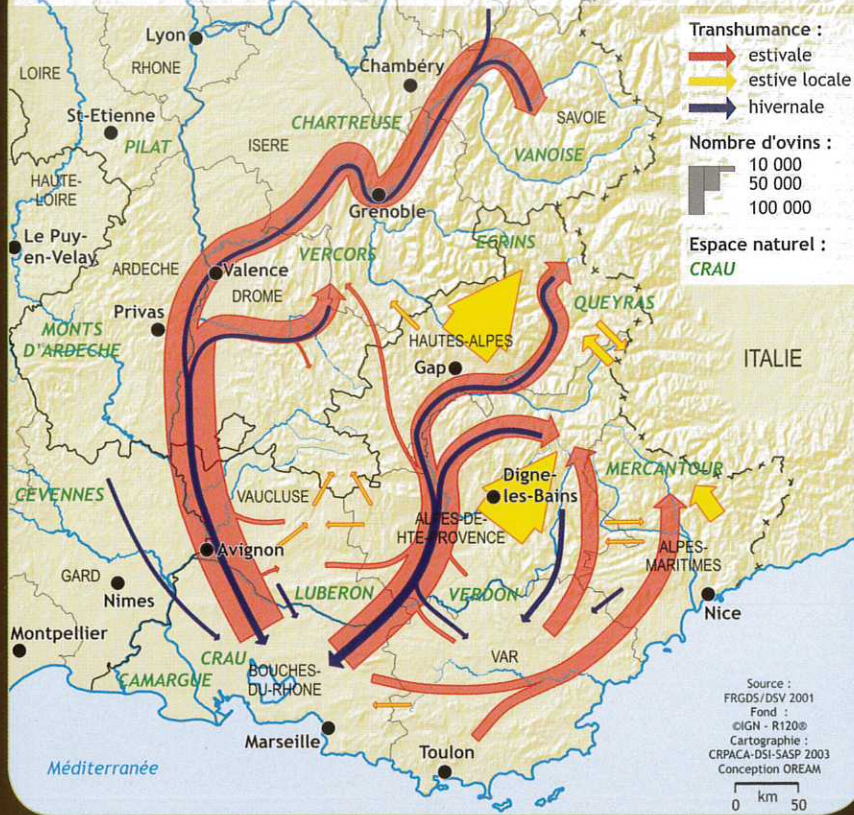 Transhumance :
estivale
estive locale
hivernale
Nombre d'ovins :
10 000
50 000
100 000
Espace naturel :
CRAU
Lyon
RHONE
LOIRE
Chambéry
St-Etienne
PILAT
CHARTREUSE
ISERE
SAVOIE
VANOISE
HAUTE-
LOIRE
Grenoble
Le Puy-
en-Velay
ARDECHE
Valence
VERCORS
ECRINS
DROME
Privas
QUEYRAS
MONTS
D'ARDECHE
HAUTES-ALPES
Gap
ITALIE
CEVENNES
VAUCLUSE
Digne-
les-Bains
MERCANTOUR
ALPES-DE-
HTE-PROVENCE
Avignon
ALPES-
MARITIMES
GARD
Nimes
LUBERON
VERDON
Nice
Montpellier
CRAU
CAMARGUE
BOUCHES-
DU-RHONE
VAR
Marseille
Toulon
Méditerranée
Source :
FRGDS/DSV 2001
Fond :
©IGN - R120®
Cartographie :
CRPACA-DSI-SASP 2003
Conception OREAM
0 km 50